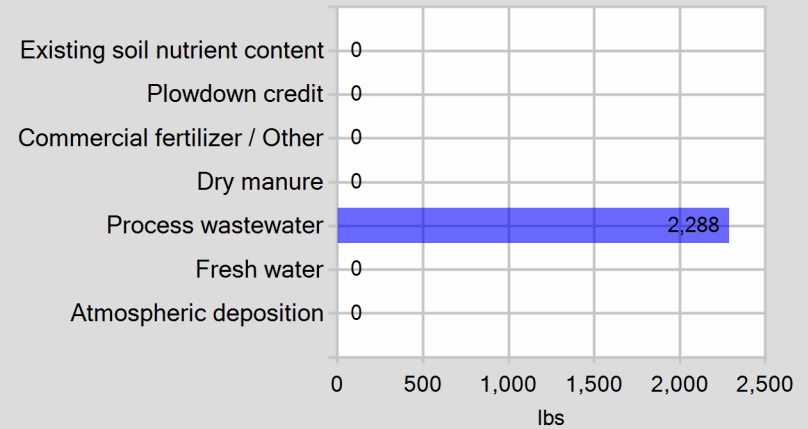 Existing soil nutrient content 0
Plowdown credit 0
Commercial fertilizer / Other 0
Dry manure 0
Process wastewater 2,288
Fresh water 0
Atmospheric deposition 0
0 500 1,000 1,500 2,000 2,500
lbs